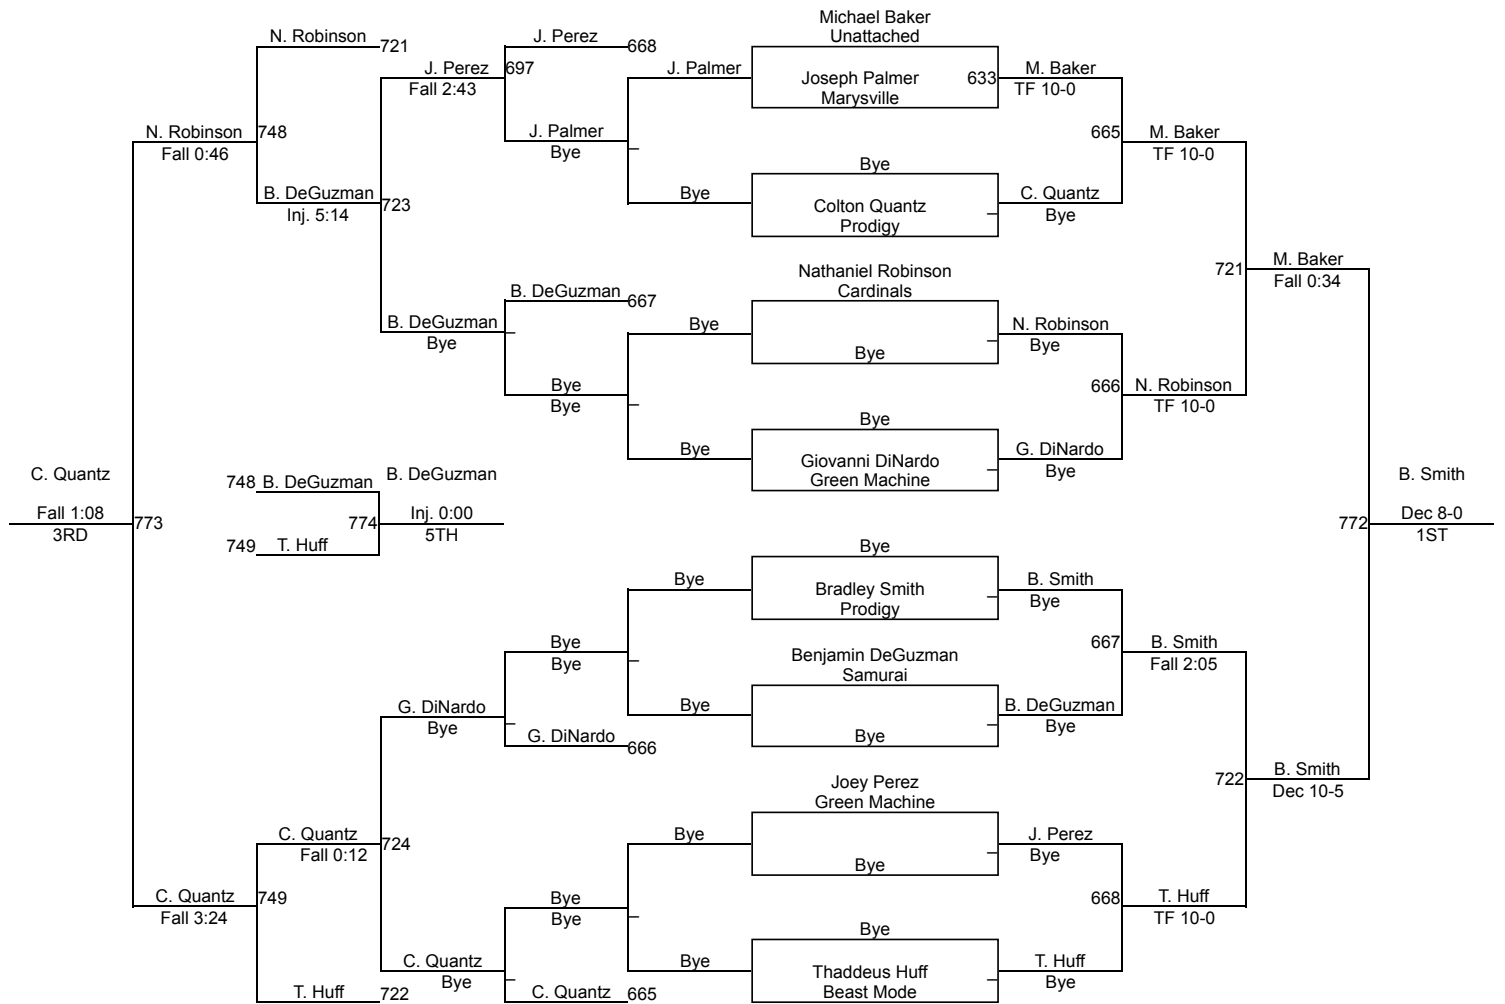 Michael Baker
Unattached
N. Robinson
721
J. Perez
668
J. Perez
697
Fall 2:43
J. Palmer
Joseph Palmer
Marysville
633
M. Baker
TF 10-0
N. Robinson
748
Fall 0:46
J. Palmer
Bye
665
M. Baker
TF 10-0
Bye
B. DeGuzman
723
Inj. 5:14
Bye
Colton Quantz
Prodigy
C. Quantz
Bye
Nathaniel Robinson
Cardinals
721
M. Baker
Fall 0:34
B. DeGuzman
667
B. DeGuzman
Bye
Bye
Bye
N. Robinson
Bye
Bye
Bye
666
N. Robinson
TF 10-0
Bye
Bye
Giovanni DiNardo
Green Machine
G. DiNardo
Bye
C. Quantz
Fall 1:08
3RD
773
748
B. DeGuzman
749
T. Huff
774
B. DeGuzman
Inj. 0:00
5TH
B. Smith
772
Dec 8-0
1ST
Bye
Bye
Bradley Smith
Prodigy
B. Smith
Bye
Bye
Bye
667
B. Smith
Fall 2:05
Benjamin DeGuzman
Samurai
G. DiNardo
Bye
Bye
Bye
B. DeGuzman
Bye
G. DiNardo
666
722
B. Smith
Dec 10-5
Joey Perez
Green Machine
C. Quantz
724
Fall 0:12
Bye
Bye
J. Perez
Bye
C. Quantz
749
Fall 3:24
Bye
Bye
668
T. Huff
TF 10-0
Bye
C. Quantz
Bye
Bye
Thaddeus Huff
Beast Mode
T. Huff
Bye
T. Huff
722
C. Quantz
665